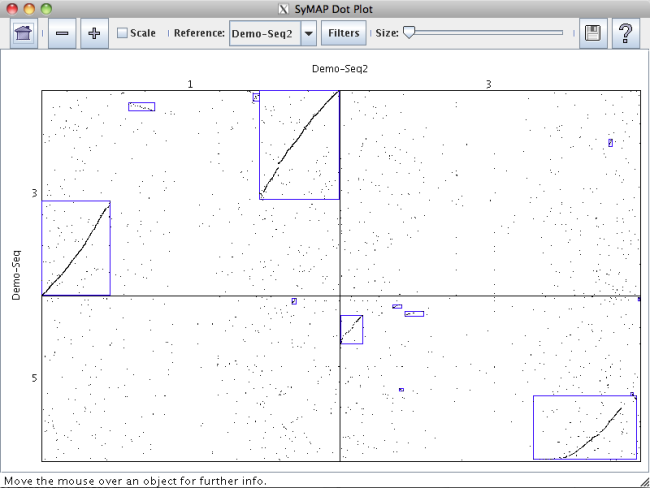 SyMAP Dot Plot
Scale Reference: Demo-Seq2 Filters Size: ?
Demo-Seq2
1 3
3
Demo-Seq
5
Move the mouse over an object for further info.